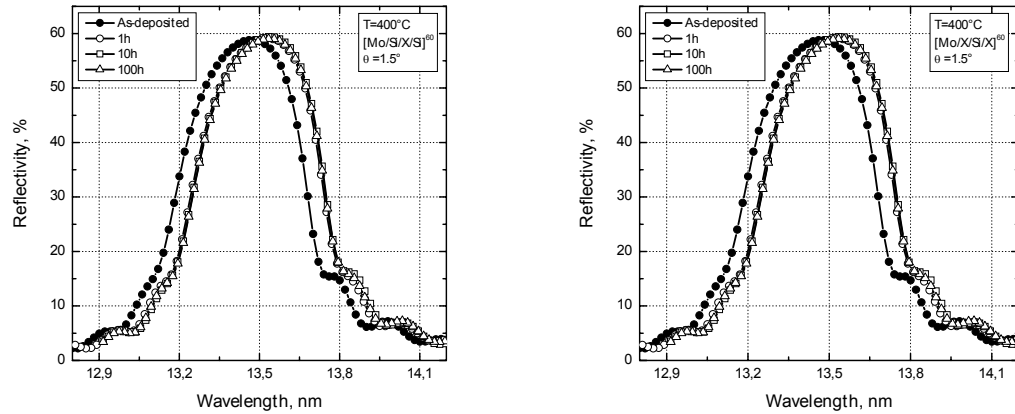 As-deposited
1h
10h
100h
T=400°C
[Mo/Si/X/Si]60
θ =1.5°
60
50
40
30
20
10
0
Reflectivity, %
12,9 13,2 13,5 13,8 14,1
Wavelength, nm
As-deposited
1h
10h
100h
T=400°C
[Mo/X/Si/X]60
θ =1.5°
60
50
40
30
20
10
0
Reflectivity, %
12,9 13,2 13,5 13,8 14,1
Wavelength, nm